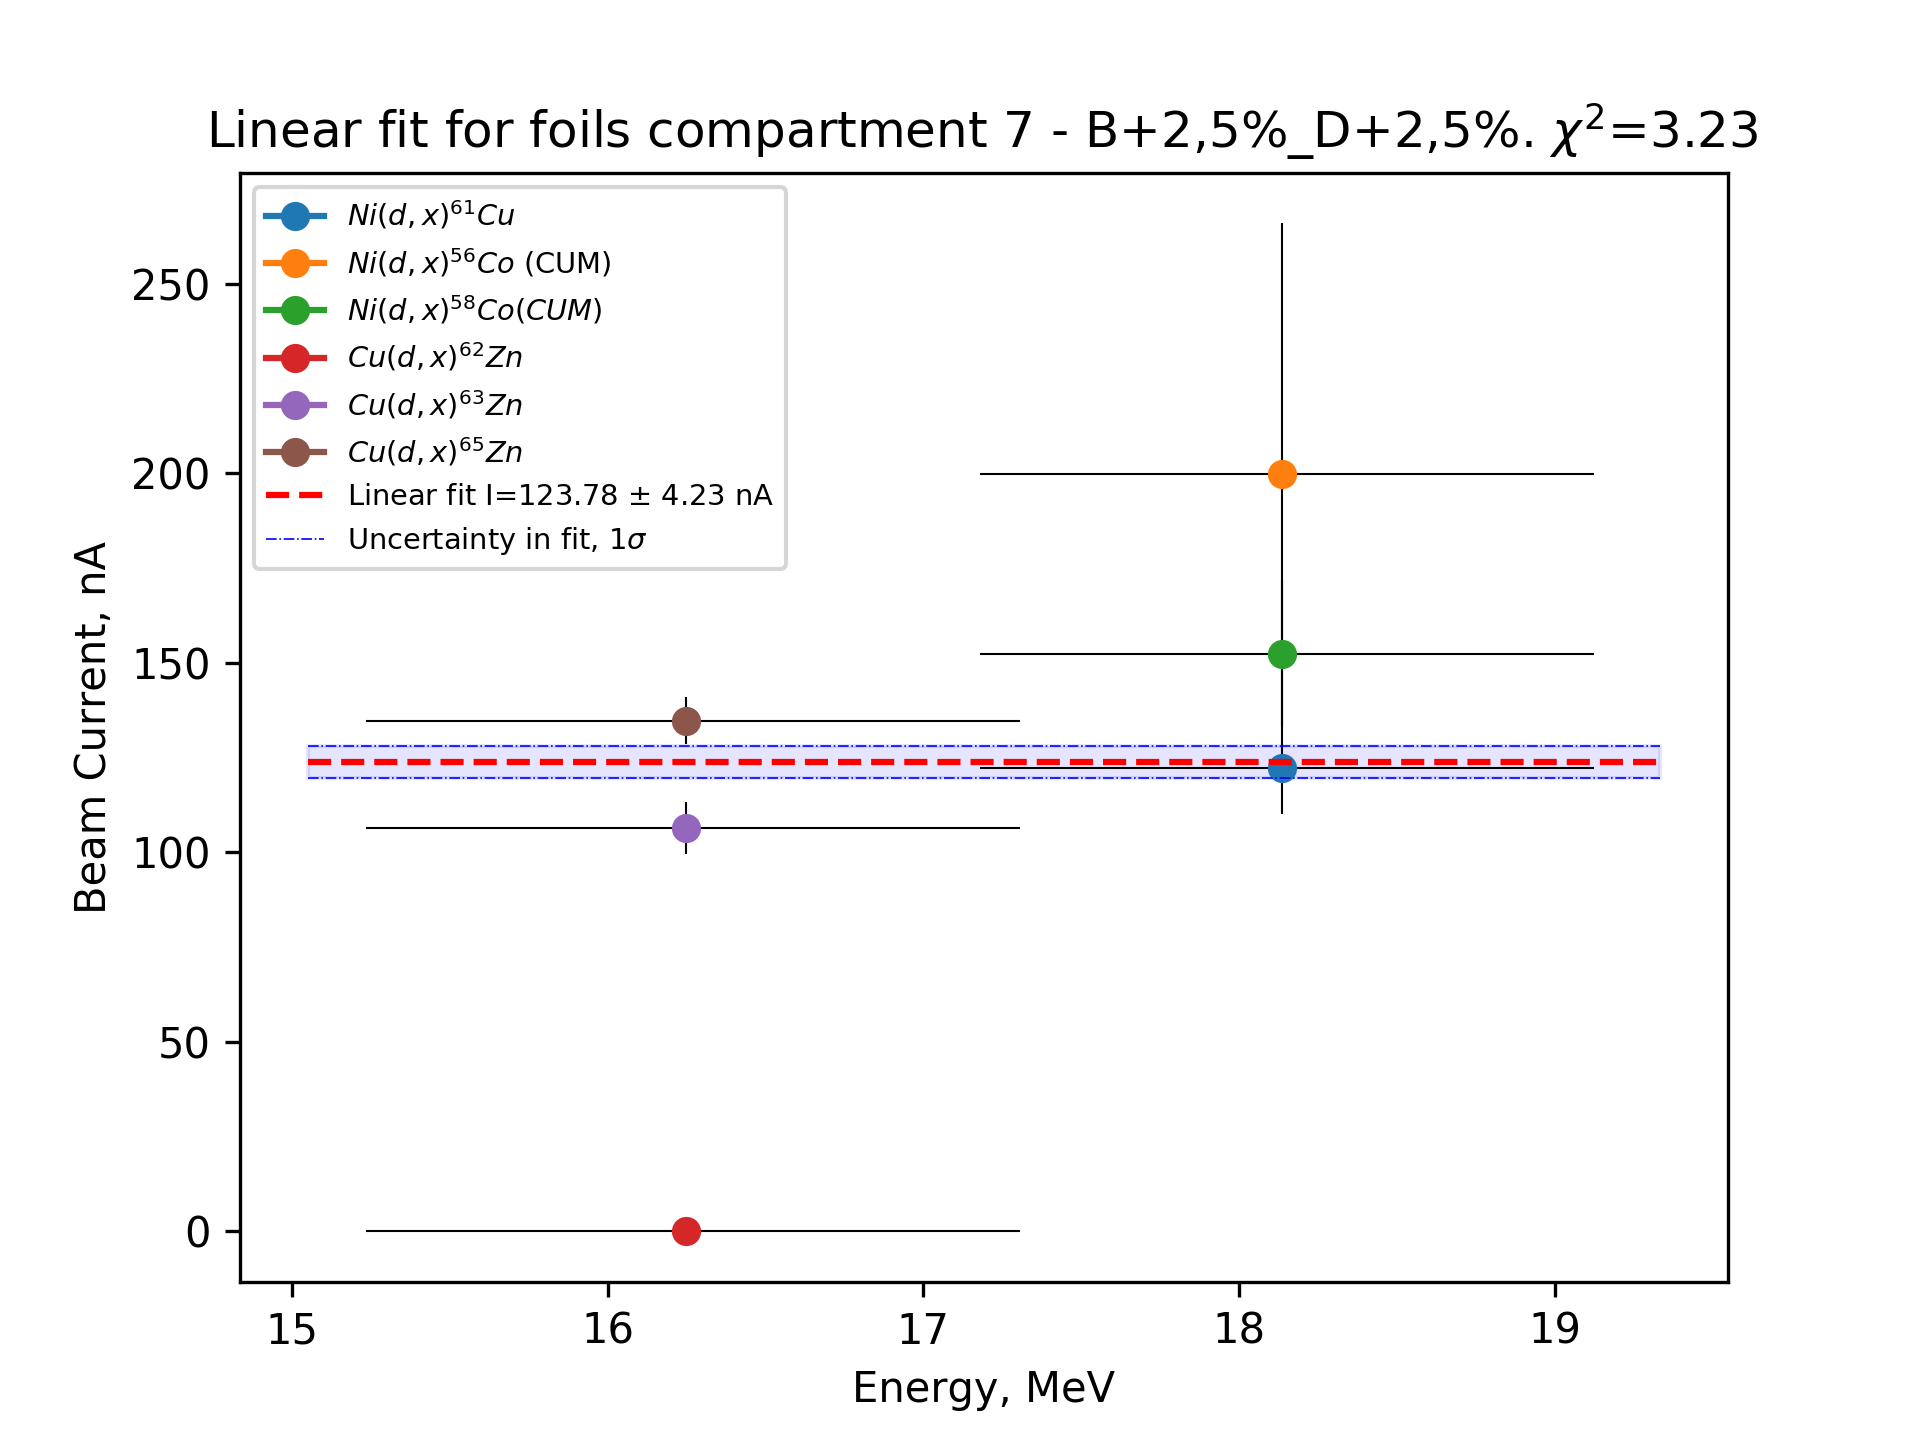 Linear fit for foils compartment 7 - B+2,5%_D+2,5%. χ²=3.23
Ni(d, x)⁶¹Cu
Ni(d, x)⁵⁶Co (CUM)
Ni(d, x)⁵⁸Co(CUM)
Cu(d, x)⁶²Zn
Cu(d, x)⁶³Zn
Cu(d, x)⁶⁵Zn
Linear fit I=123.78 ± 4.23 nA
Uncertainty in fit, 1σ
Beam Current, nA
250
200
150
100
50
0
15 16 17 18 19
Energy, MeV